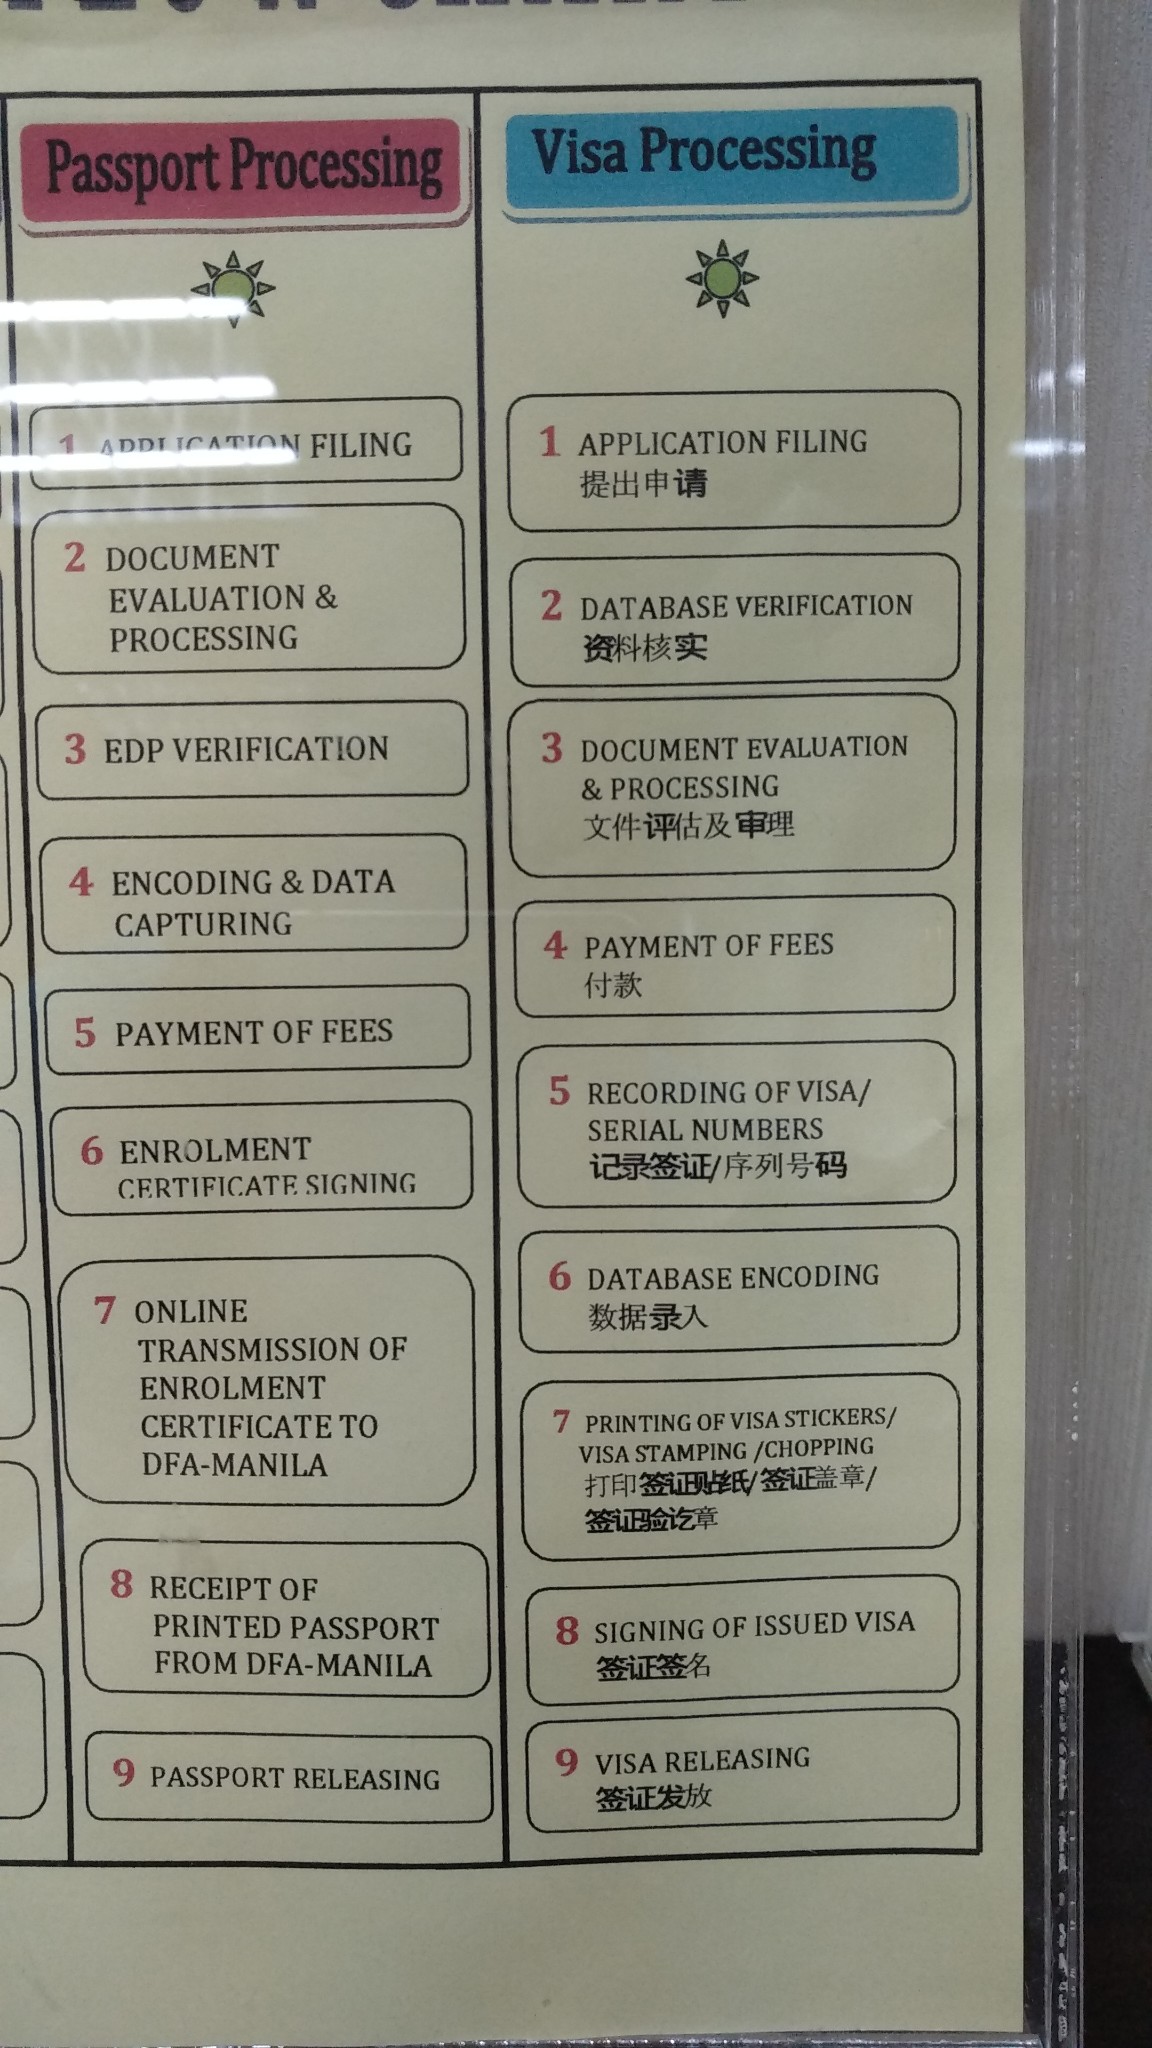 Passport Processing
1 APPLICATION FILING
2 DOCUMENT
EVALUATION &
PROCESSING
3 EDP VERIFICATION
4 ENCODING & DATA
CAPTURING
5 PAYMENT OF FEES
6 ENROLMENT
CERTIFICATE SIGNING
7 ONLINE
TRANSMISSION OF
ENROLMENT
CERTIFICATE TO
DFA-MANILA
8 RECEIPT OF
PRINTED PASSPORT
FROM DFA-MANILA
9 PASSPORT RELEASING
Visa Processing
1 APPLICATION FILING
提出申请
2 DATABASE VERIFICATION
资料核实
3 DOCUMENT EVALUATION
& PROCESSING
文件评估及审理
4 PAYMENT OF FEES
付款
5 RECORDING OF VISA/
SERIAL NUMBERS
记录签证/序列号码
6 DATABASE ENCODING
数据录入
7 PRINTING OF VISA STICKERS/
VISA STAMPING /CHOPPING
打印签证贴纸/签证盖章/
签证验讫章
8 SIGNING OF ISSUED VISA
签证签名
9 VISA RELEASING
签证发放